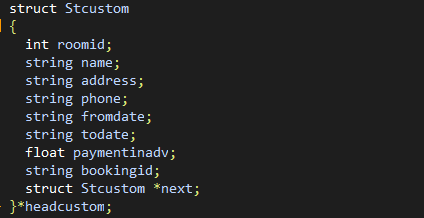 struct Stcustom
{
  int roomid;
  string name;
  string address;
  string phone;
  string fromdate;
  string todate;
  float paymentinadv;
  string bookingid;
  struct Stcustom *next;
}*headcustom;